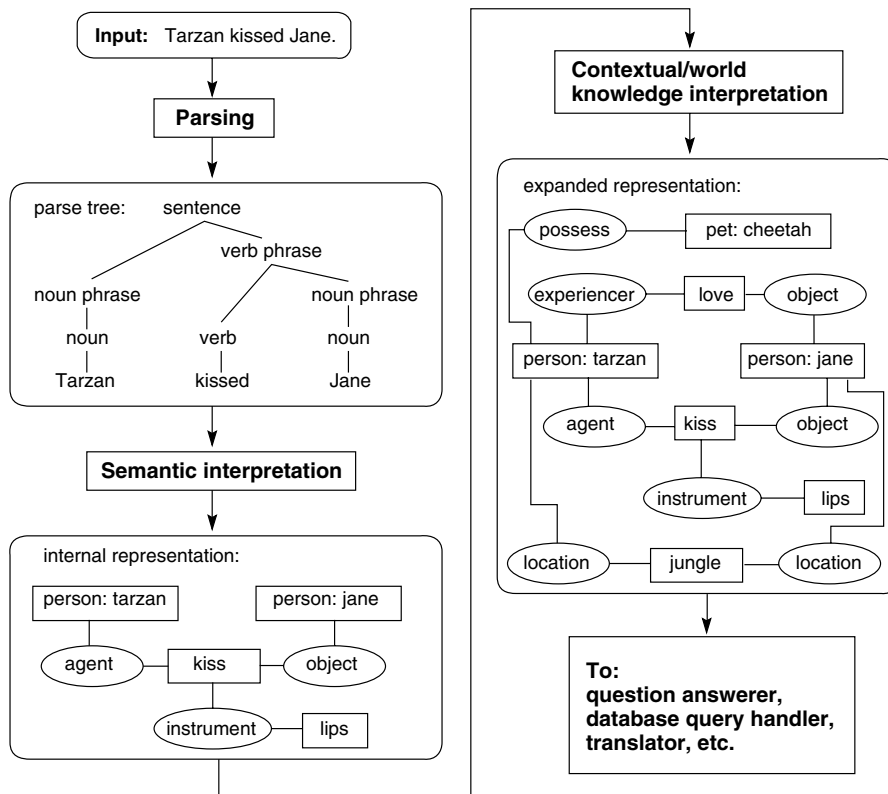 Input: Tarzan kissed Jane.
Parsing
parse tree: sentence
verb phrase
noun phrase noun phrase
noun verb noun
Tarzan kissed Jane
Semantic interpretation
internal representation:
person: tarzan person: jane
agent kiss object
instrument lips
Contextual/world
knowledge interpretation
expanded representation:
possess pet: cheetah
experiencer love object
person: tarzan person: jane
agent kiss object
instrument lips
location jungle location
To:
question answerer,
database query handler,
translator, etc.